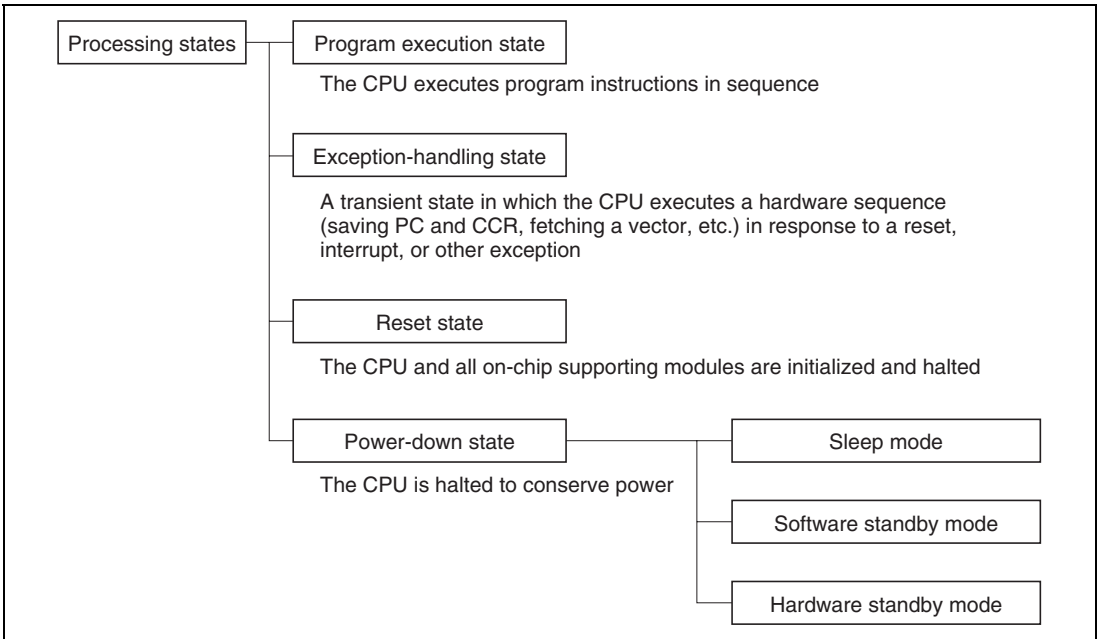 Processing states
Program execution state
The CPU executes program instructions in sequence
Exception-handling state
A transient state in which the CPU executes a hardware sequence
(saving PC and CCR, fetching a vector, etc.) in response to a reset,
interrupt, or other exception
Reset state
The CPU and all on-chip supporting modules are initialized and halted
Power-down state
Sleep mode
The CPU is halted to conserve power
Software standby mode
Hardware standby mode